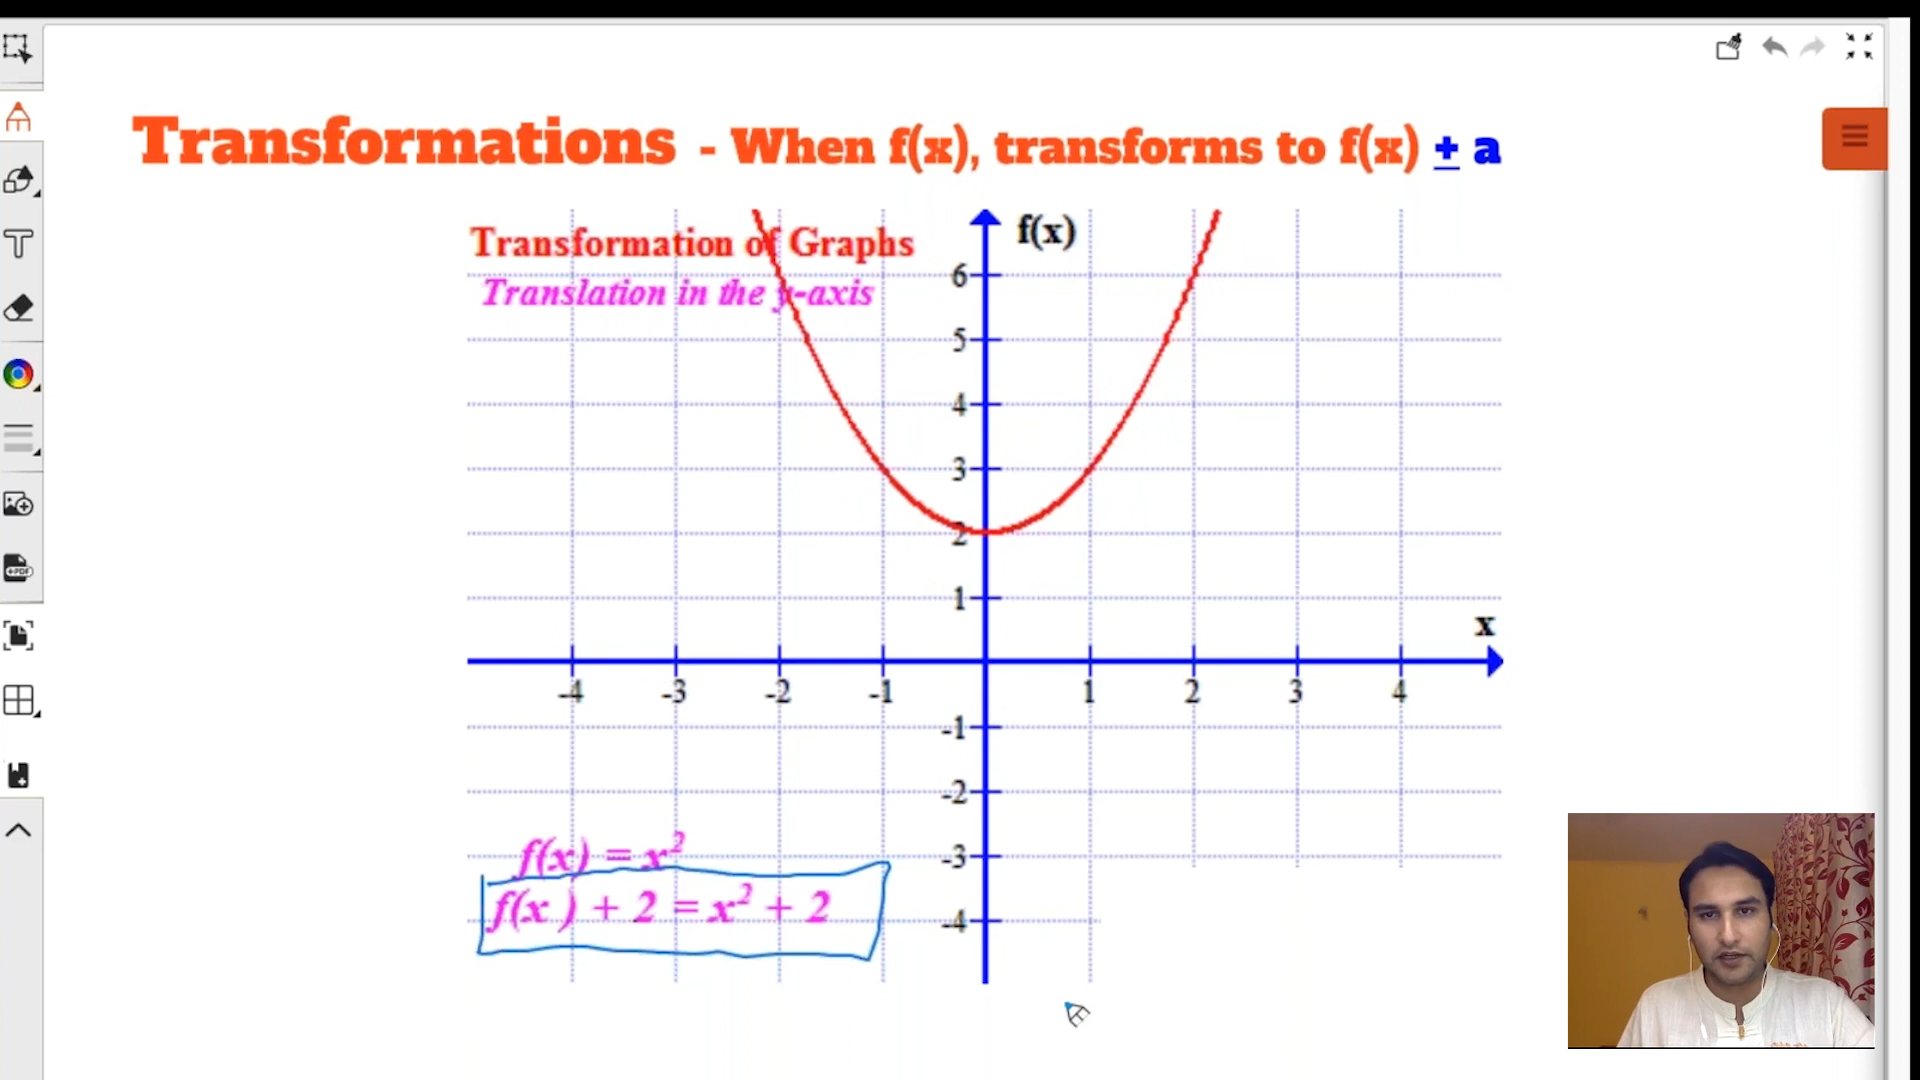 Transformations - When f(x), transforms to f(x) ± a
Transformation of Graphs
Translation in the y-axis
f(x)
6
5
4
3
2
1
x
-4 -3 -2 -1 1 2 3 4
-1
-2
-3
-4
f(x) = x²
f(x ) + 2 = x² + 2
T
+PDF